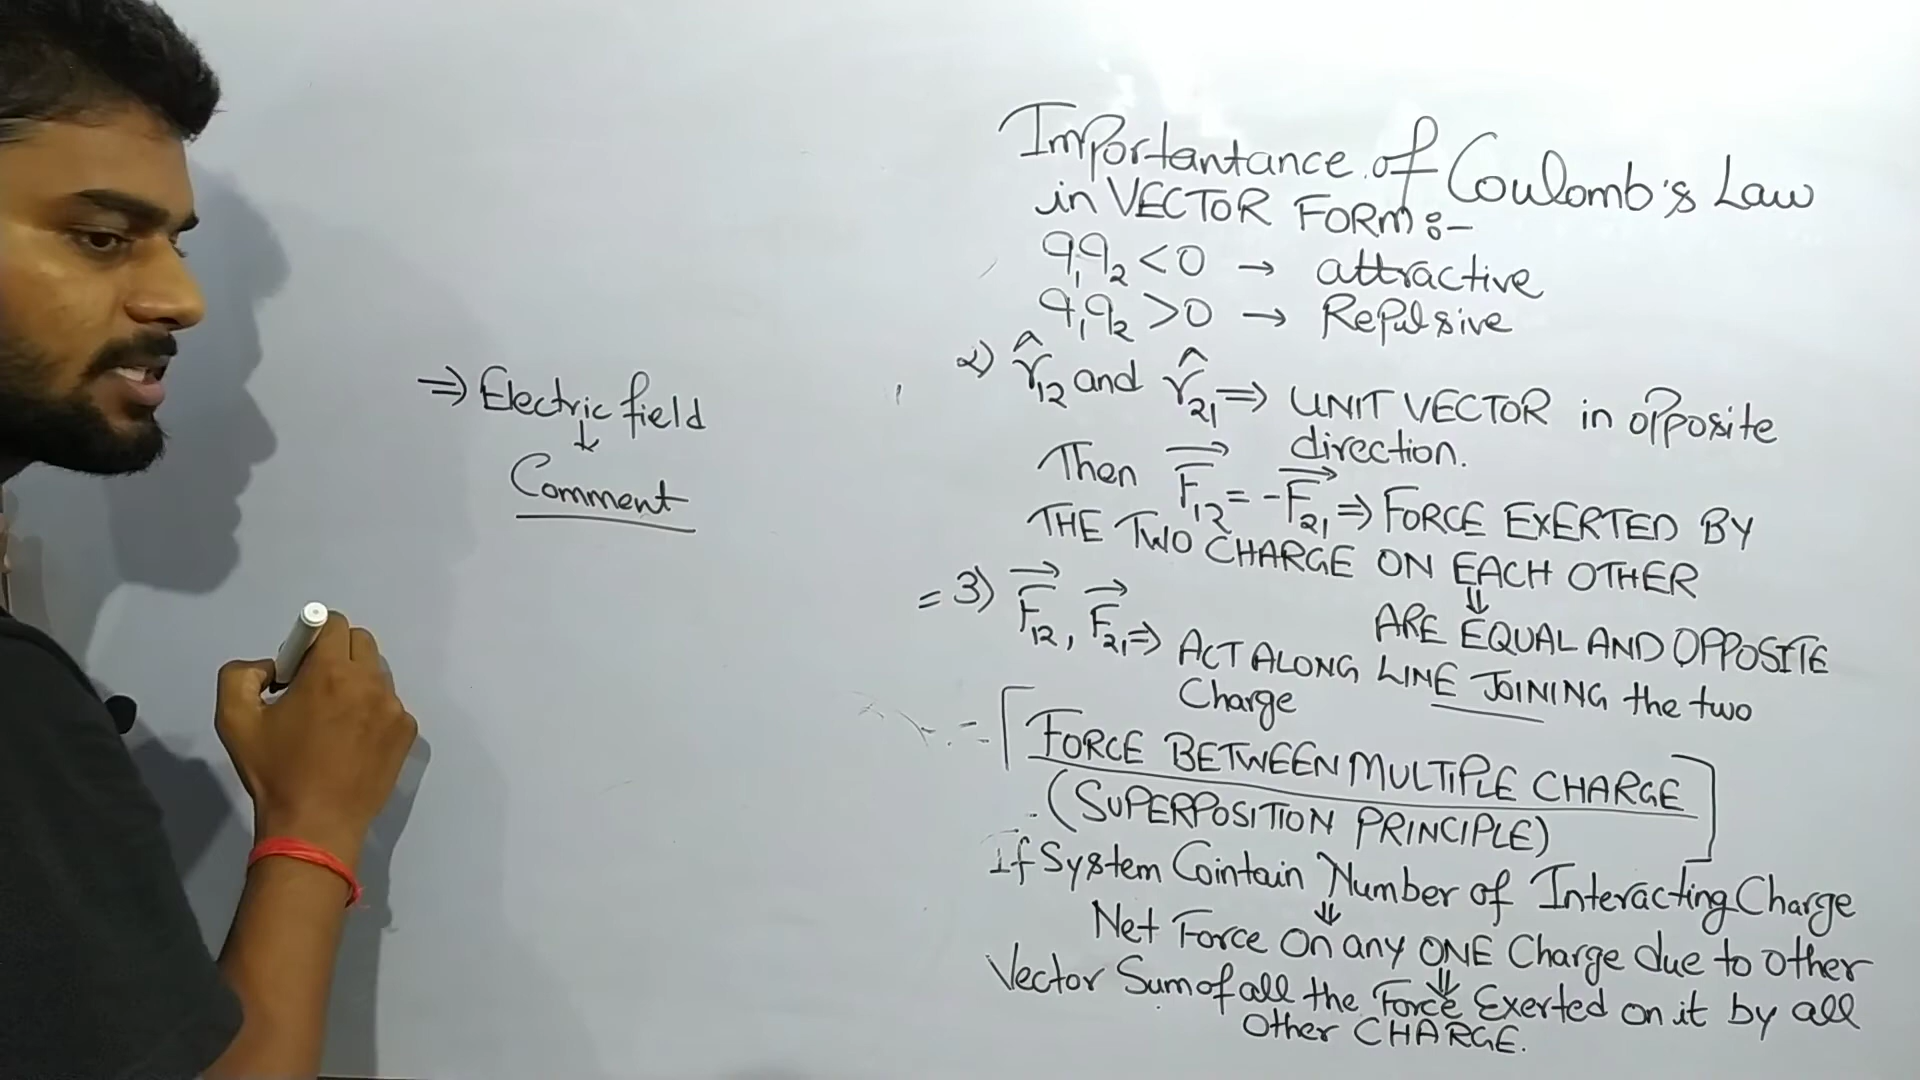 ⇒ Electric field
↓
Comment
Importantance of Coulomb's Law
in VECTOR FORM :-
q₁q₂ < 0 → attractive
q₁q₂ > 0 → Repulsive
2) r̂₁₂ and r̂₂₁ ⇒ UNIT VECTOR in opposite
direction.
Then F⃗₁₂ = -F⃗₂₁ ⇒ FORCE EXERTED BY
THE TWO CHARGE ON EACH OTHER
⇓
ARE EQUAL AND OPPOSITE
= 3) F⃗₁₂, F⃗₂₁ ⇒ ACT ALONG LINE JOINING the two
Charge
FORCE BETWEEN MULTIPLE CHARGE
(SUPERPOSITION PRINCIPLE)
If System Cointain Number of Interacting Charge
⇓
Net Force On any ONE Charge due to other
⇓
Vector Sum of all the Force Exerted on it by all
Other CHARGE.